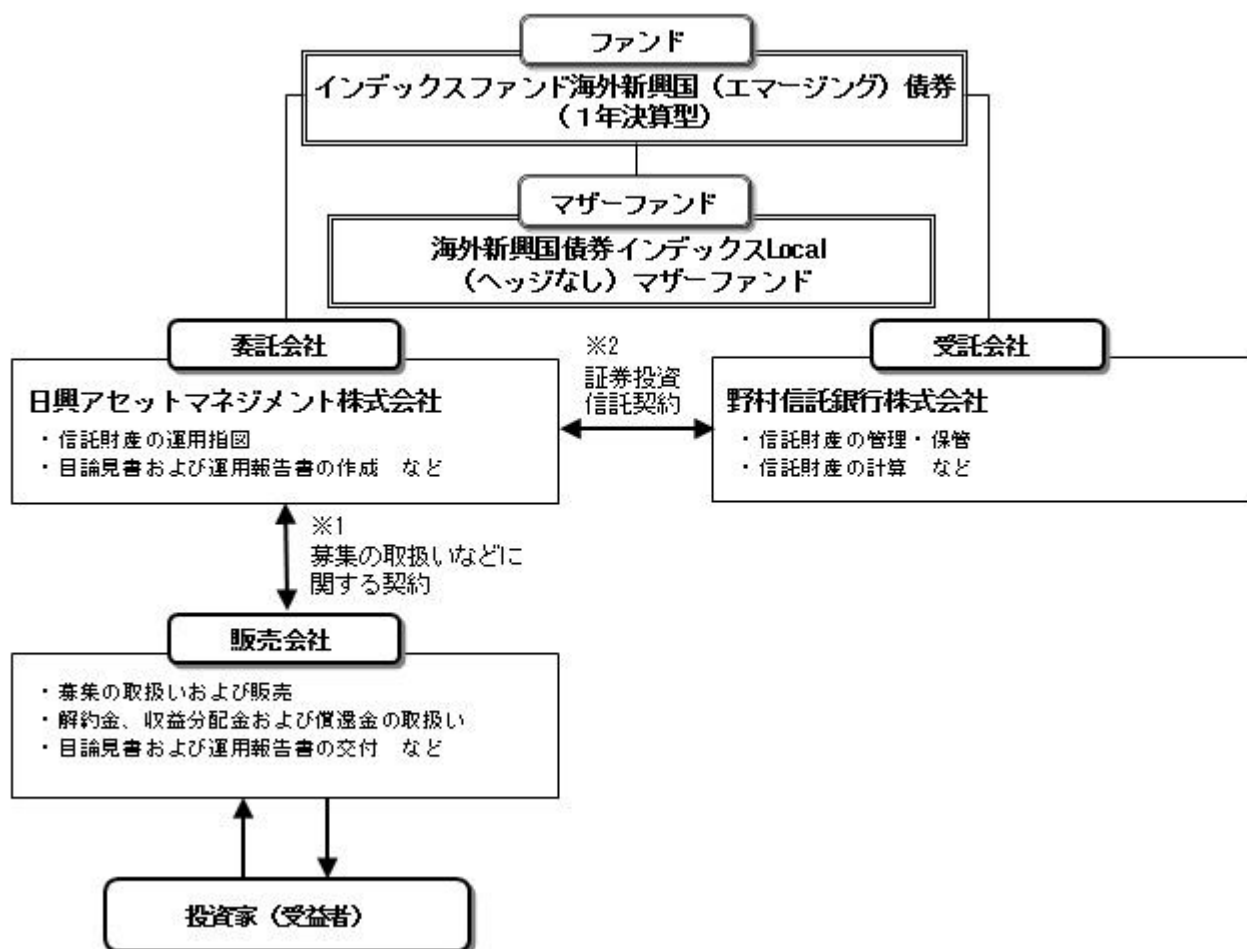 ファンド
インデックスファンド海外新興国（エマージング）債券
（１年決算型）
マザーファンド
海外新興国債券インデックスLocal
（ヘッジなし）マザーファンド
委託会社
日興アセットマネジメント株式会社
・信託財産の運用指図
・目論見書および運用報告書の作成　など
※2
証券投資
信託契約
受託会社
野村信託銀行株式会社
・信託財産の管理・保管
・信託財産の計算　など
※1
募集の取扱いなどに
関する契約
販売会社
・募集の取扱いおよび販売
・解約金、収益分配金および償還金の取扱い
・目論見書および運用報告書の交付　など
投資家（受益者）